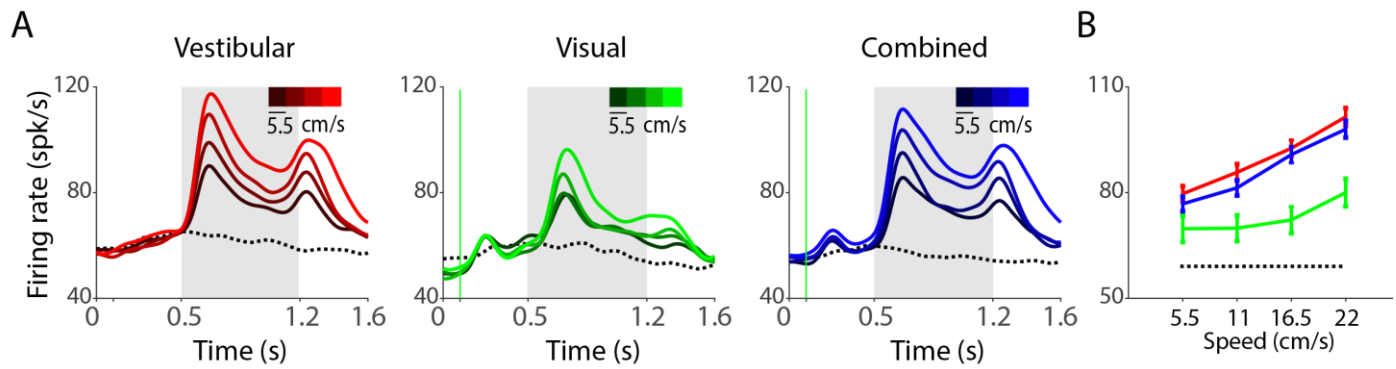 A
B
Vestibular
Visual
Combined
Firing rate (spk/s)
120
80
40
5.5 cm/s
0
0.5
1.2
1.6
Time (s)
120
80
40
5.5 cm/s
0
0.5
1.2
1.6
Time (s)
120
80
40
5.5 cm/s
0
0.5
1.2
1.6
Time (s)
110
80
50
5.5
11
16.5
22
Speed (cm/s)